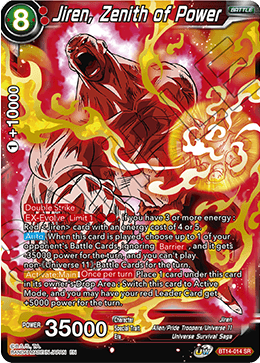 8
Jiren, Zenith of Power
BATTLE
1 +10000
Double Strike
EX-Evolve Limit 1 : If you have 3 or more energy :
Red <Jiren> card with an energy cost of 4 or 5.
Auto When this card is played, choose up to 1 of your
opponent's Battle Cards, ignoring Barrier, and it gets
-35000 power for the turn, and you can't play
non-{Universe 11} Battle Cards for the turn.
Activate Main Once per turn Place 1 card under this card
in its owner's Drop Area: Switch this card to Active
Mode, and you may have your red Leader Card get
+5000 power for the turn.
POWER 35000
Character Jiren
Special Trait Alien/Pride Troopers/Universe 11
Era Universe Survival Saga
BT14-014 SR